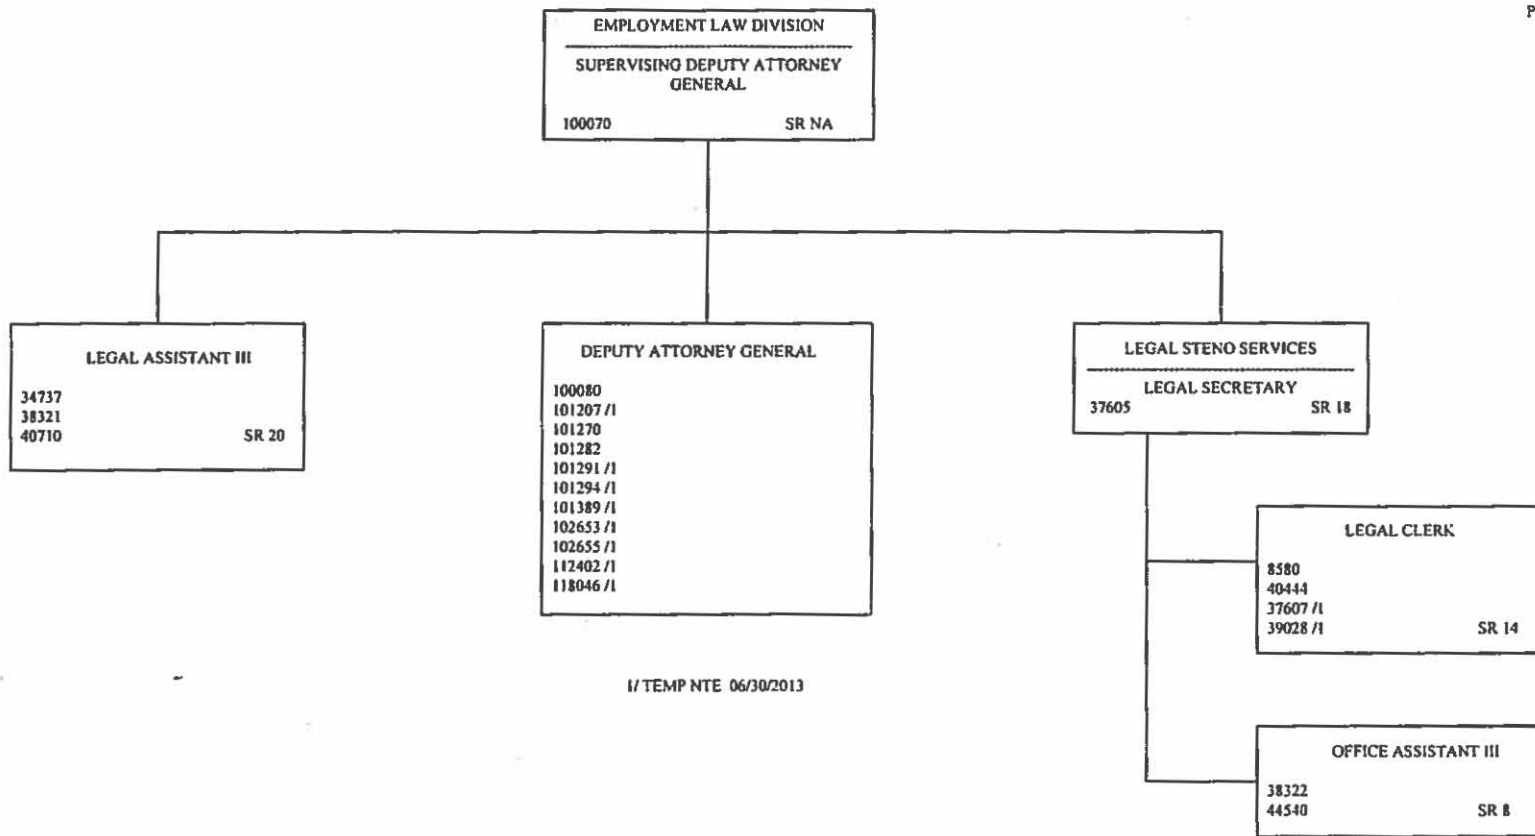 P
EMPLOYMENT LAW DIVISION
SUPERVISING DEPUTY ATTORNEY
GENERAL
100070 SR NA
LEGAL ASSISTANT III
34737
38321
40710 SR 20
DEPUTY ATTORNEY GENERAL
100080
101207 /1
101270
101282
101291 /1
101294 /1
101389 /1
102653 /1
102655 /1
112402 /1
118046 /1
1/ TEMP NTE 06/30/2013
LEGAL STENO SERVICES
LEGAL SECRETARY
37605 SR 18
LEGAL CLERK
8580
40444
37607 /1
39028 /1 SR 14
OFFICE ASSISTANT III
38322
44540 SR 8